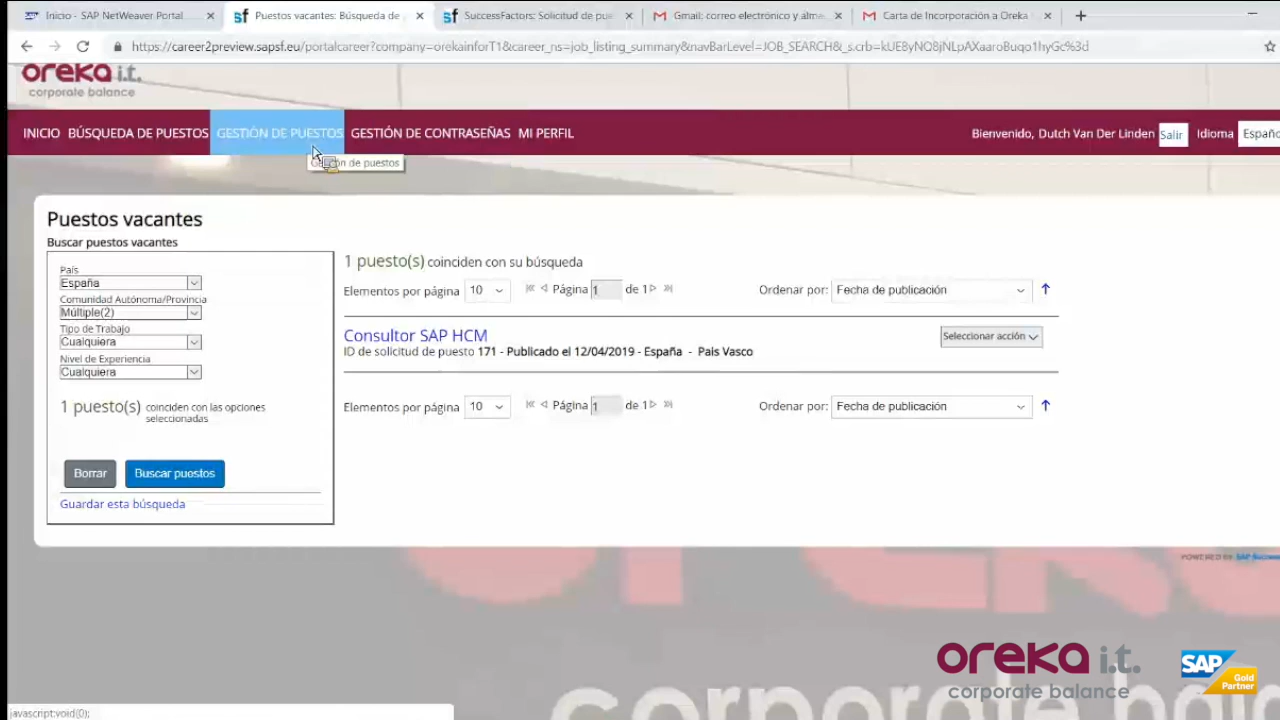 Inicio - SAP NetWeaver Portal
Puestos vacantes: Búsqueda de
SuccessFactors: Solicitud de pue
Gmail: correo electrónico y alme
Carta de Incorporación a Oreka
https://career2preview.sapsf.eu/portalcareer?company=orekainforT1&career_ns=job_listing_summary&navBarLevel=JOB_SEARCH&_s.crb=kUE8yNQ8jNLpAXaaroBuqo1hyGc%3d
oreka i.t.
corporate balance
INICIO BÚSQUEDA DE PUESTOS GESTIÓN DE PUESTOS GESTIÓN DE CONTRASEÑAS MI PERFIL
Bienvenido, Dutch Van Der Linden Salir Idioma Españo
n de puestos
Puestos vacantes
Buscar puestos vacantes
País
España
Comunidad Autónoma/Provincia
Múltiple(2)
Tipo de Trabajo
Cualquiera
Nivel de Experiencia
Cualquiera
1 puesto(s) coinciden con las opciones
seleccionadas
Borrar Buscar puestos
Guardar esta búsqueda
1 puesto(s) coinciden con su búsqueda
Elementos por página 10 Página 1 de 1 Ordenar por: Fecha de publicación
Consultor SAP HCM
Seleccionar acción
ID de solicitud de puesto 171 - Publicado el 12/04/2019 - España - Pais Vasco
Elementos por página 10 Página 1 de 1 Ordenar por: Fecha de publicación
POWERED BY
oreka i.t.
corporate balance
SAP
Gold
Partner
javascript:void(0);